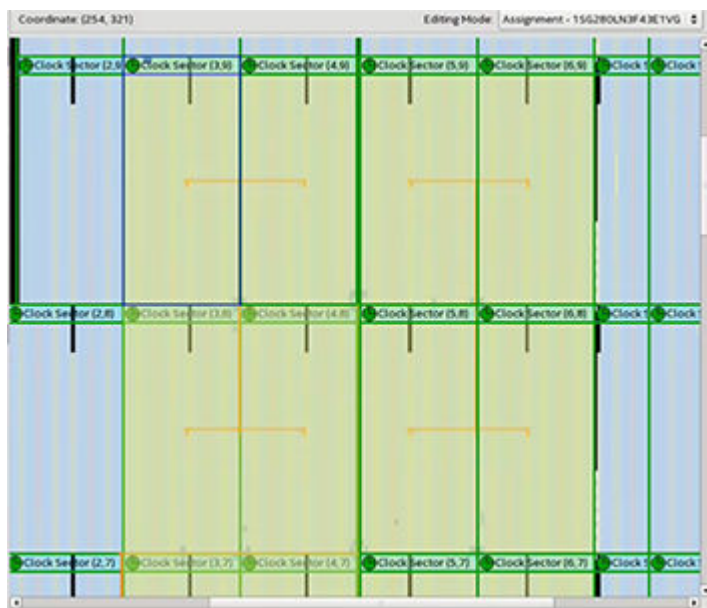 Coordinate: (254, 321)
Editing Mode: Assignment - 1SG280LN3F43E1VG
Clock Sector (2,9) Clock Sector (3,9) Clock Sector (4,9) Clock Sector (5,9) Clock Sector (6,9) Clock S Clock S
Clock Sector (2,8) Clock Sector (3,8) Clock Sector (4,8) Clock Sector (5,8) Clock Sector (6,8) Clock S Clock S
Clock Sector (2,7) Clock Sector (3,7) Clock Sector (4,7) Clock Sector (5,7) Clock Sector (6,7) Clock S Clock S